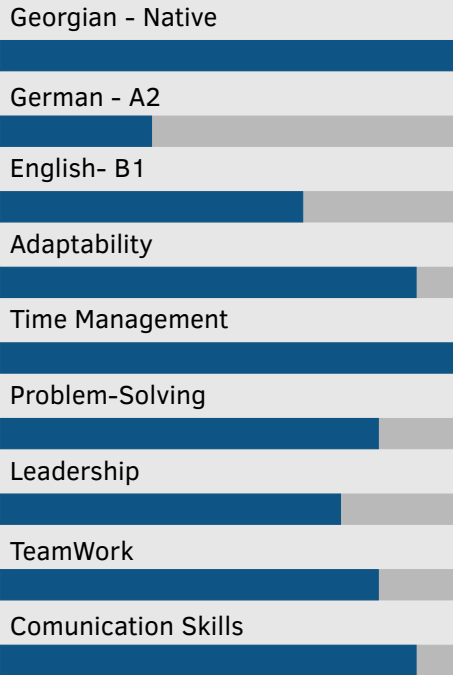 Georgian - Native
German - A2
English- B1
Adaptability
Time Management
Problem-Solving
Leadership
TeamWork
Comunication Skills